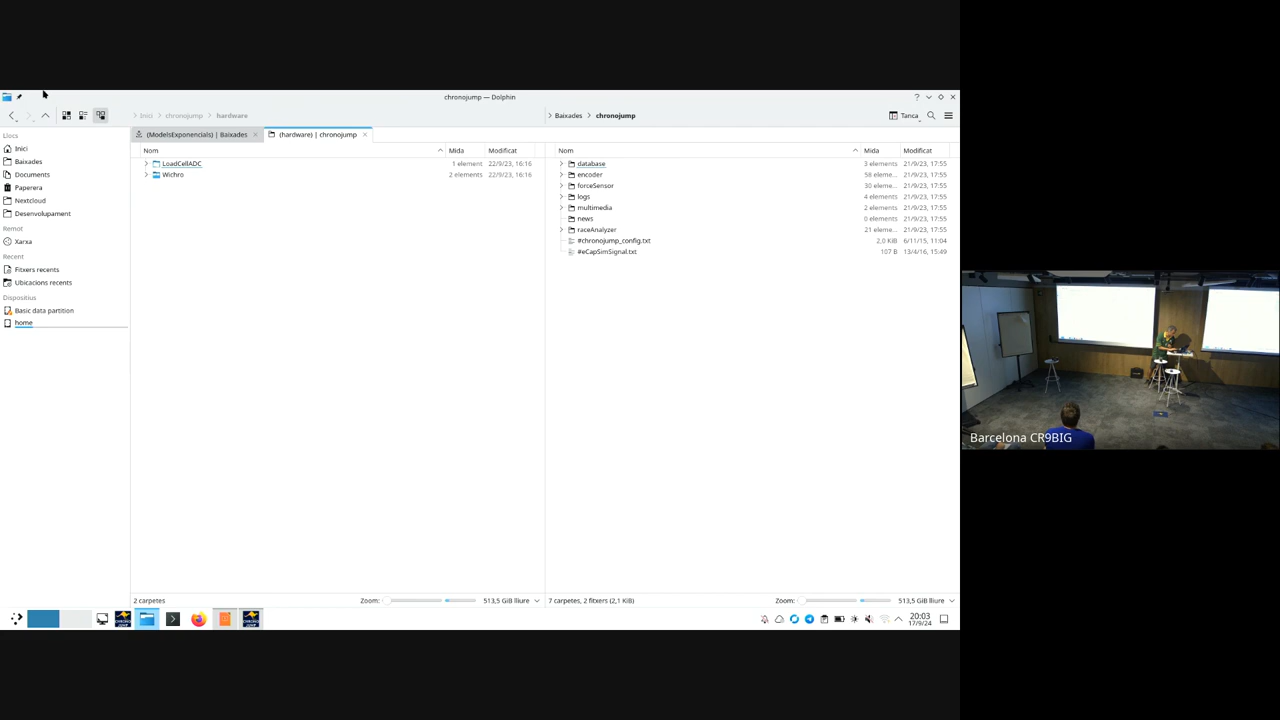 chronojump — Dolphin
Inici
chronojump
hardware
Baixades
chronojump
Tanca
Llocs
Inici
Baixades
Documents
Paperera
Nextcloud
Desenvolupament
Remot
Xarxa
Recent
Fitxers recents
Ubicacions recents
Dispositius
Basic data partition
home
(ModelsExponencials) | Baixades
(hardware) | chronojump
Nom Mida Modificat
LoadCellADC 1 element 22/9/23, 16:16
Wichro 2 elements 22/9/23, 16:16
Nom Mida Modificat
database 3 elements 21/9/23, 17:55
encoder 58 eleme... 21/9/23, 17:55
forceSensor 30 eleme... 21/9/23, 17:55
logs 4 elements 21/9/23, 17:55
multimedia 2 elements 21/9/23, 17:55
news 0 elements 21/9/23, 17:55
raceAnalyzer 21 eleme... 21/9/23, 17:55
#chronojump_config.txt 2,0 KiB 6/11/15, 11:04
#eCapSimSignal.txt 107 B 13/4/16, 15:49
2 carpetes Zoom: 513,5 GiB lliure
7 carpetes, 2 fitxers (2,1 KiB) Zoom: 513,5 GiB lliure
20:03
17/9/24
Barcelona CR9BIG